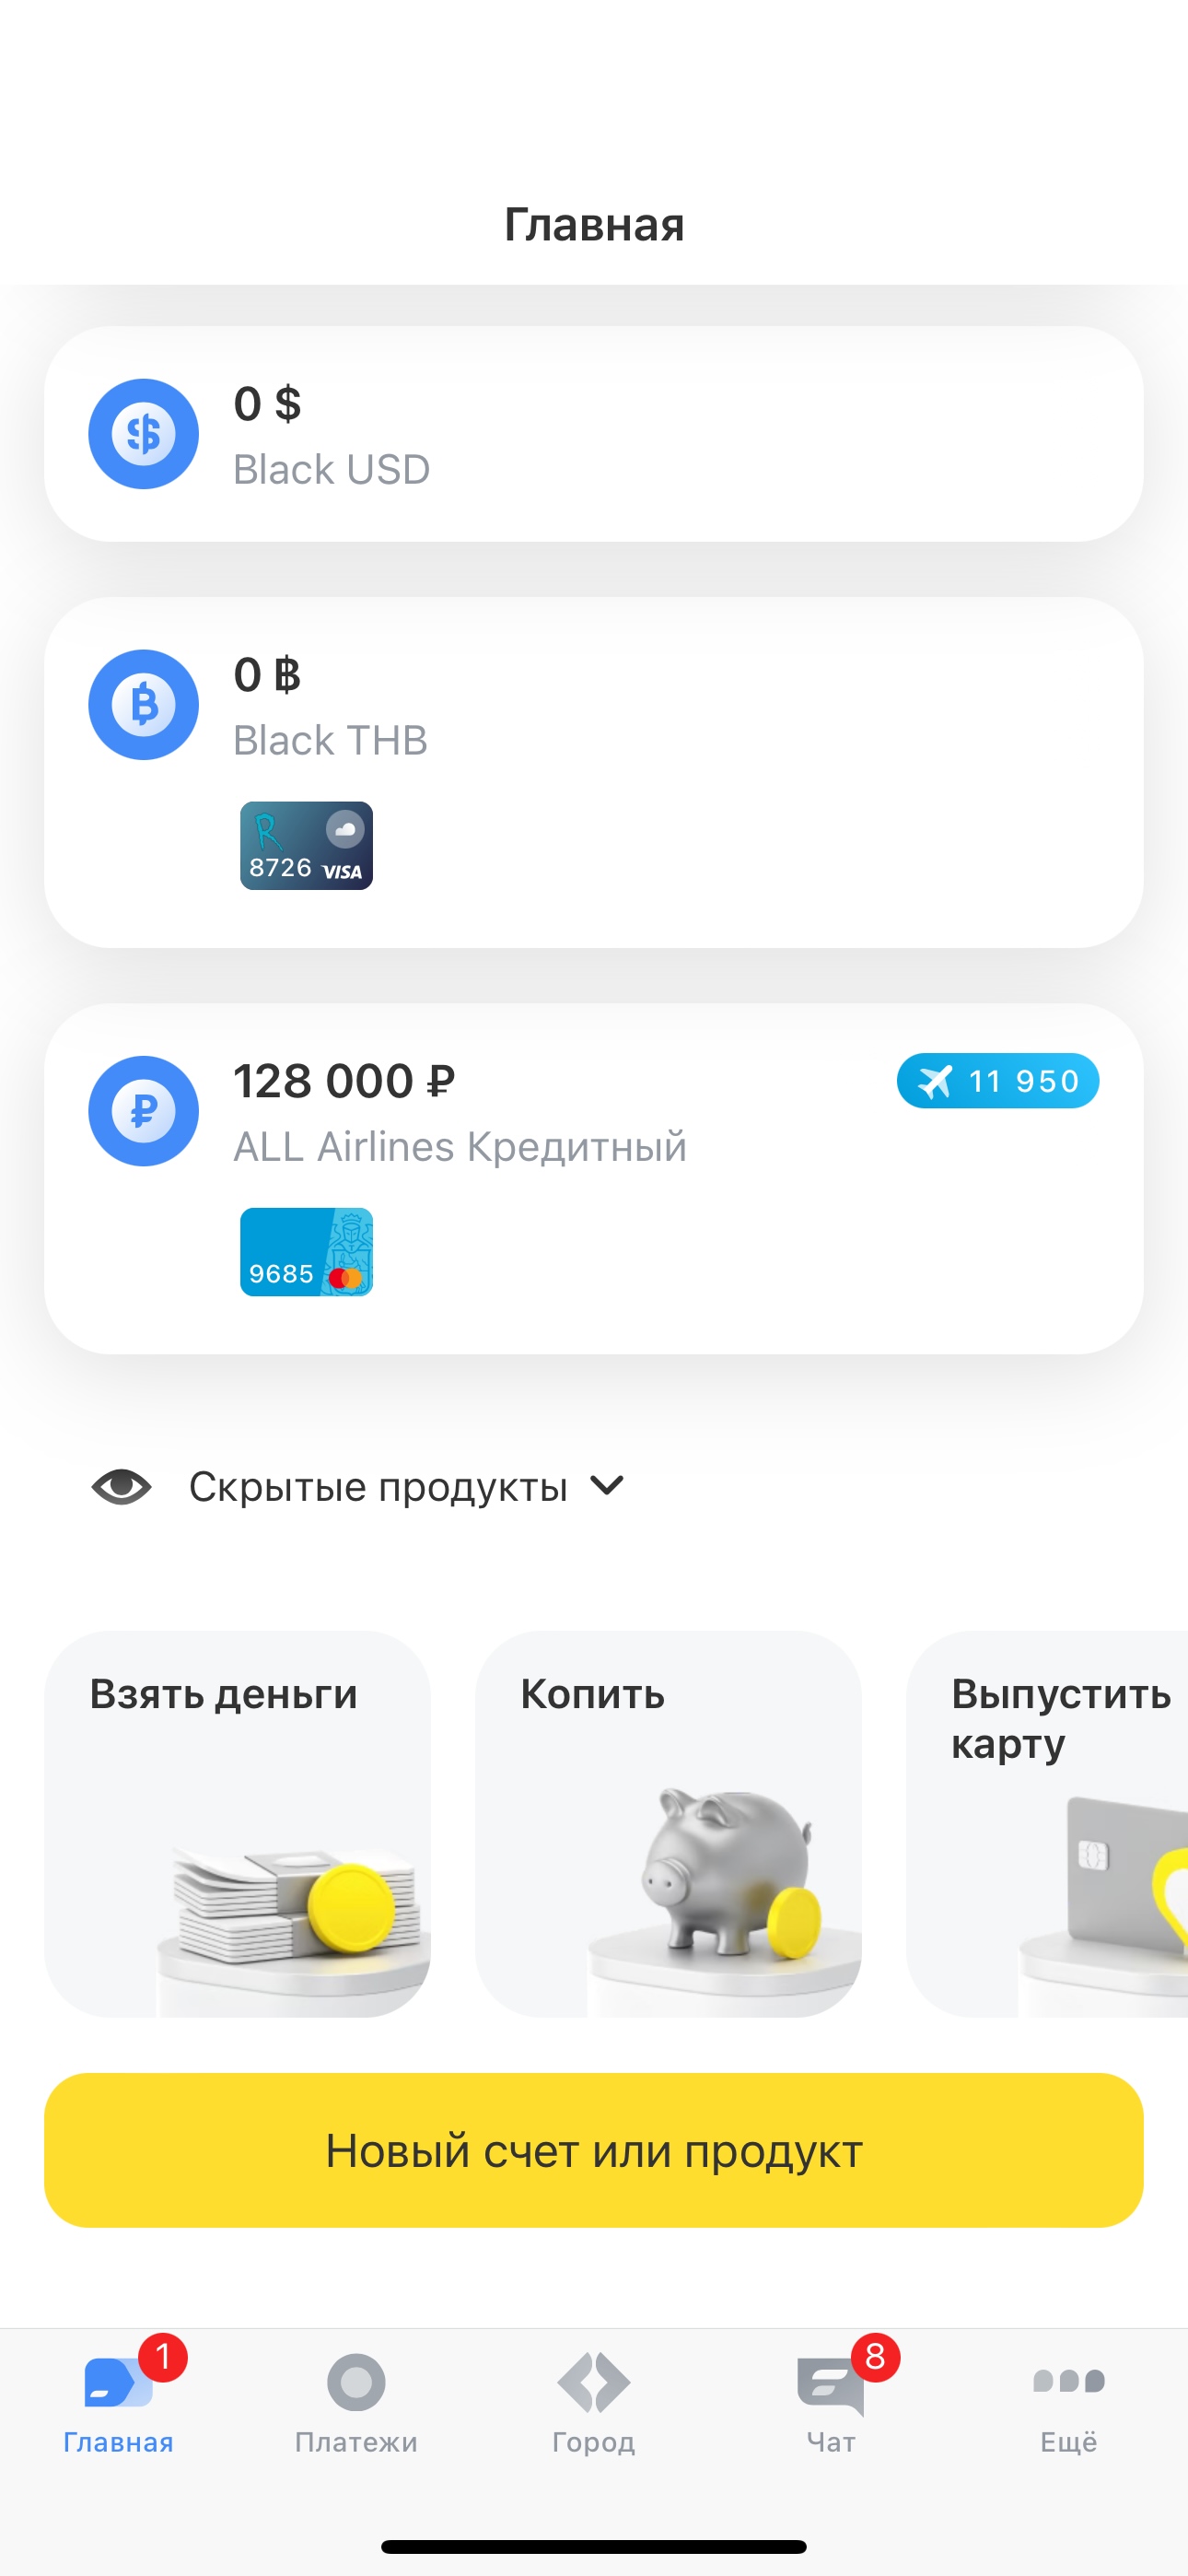 Главная
0 $
Black USD
0 ฿
Black THB
R
8726 VISA
128 000 ₽
11 950
ALL Airlines Кредитный
9685
Скрытые продукты
Взять деньги
Копить
Выпустить
карту
Новый счет или продукт
1
8
Главная
Платежи
Город
Чат
Ещё